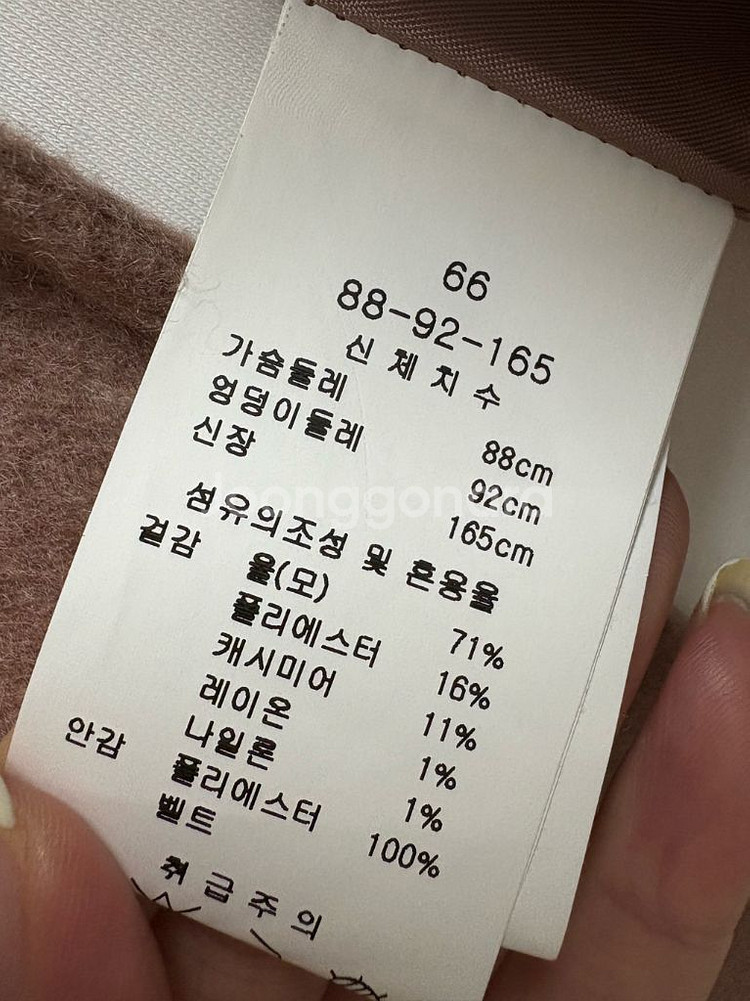 66
88-92-165
신 체 치 수
가슴둘레 88cm
엉덩이둘레 92cm
신장 165cm
섬유의조성 및 혼용율
겉감 울(모) 71%
폴리에스터 16%
캐시미어 11%
레이온 1%
나일론 1%
안감 폴리에스터 100%
벨트
취 급 주 의
joonggonara